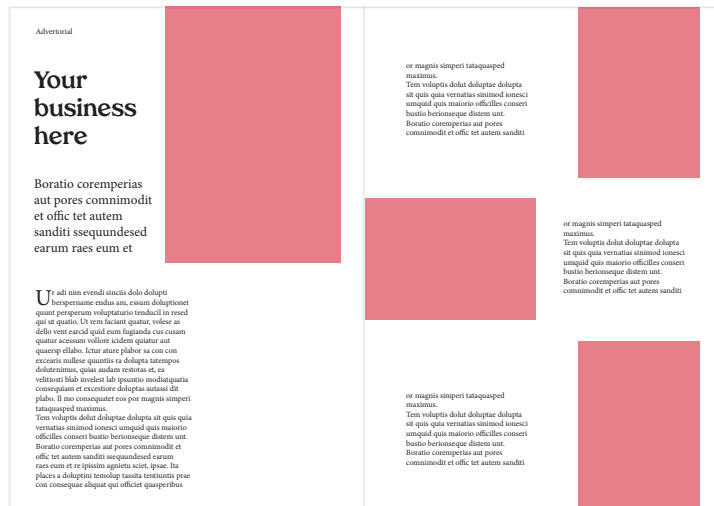 Advertorial
Your
business
here
Boratio coremperias
aut pores comnimodit
et offic tet autem
sanditi ssequundesed
earum raes eum et
Ur adi nim evendi sinciis dolo dolupti
berspername endus am, essum doluptionet
quunt persperum voluptaturio tenducil in resed
qui ut quatio. Ut rem faciant quatur, volese as
dello vent earcid quid eum fugianda cus cusam
quatur acessum vollore icidem quiatur aut
quaersp ellabo. Ictur ature plabor sa con con
excearis nullese quuntiis ra dolupta tatempos
dolutenimus, quias audam restotas et, ea
velitiosti blab invelest lab ipsuntio modiatquatia
consequiam et excestiore doluptas autassi dit
plabo. Il mo consequatet eos por magnis simperi
tataquasped maximus.
Tem voluptis dolut doluptae dolupta sit quis quia
vernatias sinimod ionesci umquid quis maiorio
officilles conseri bustio berionseque distem unt.
Boratio coremperias aut pores comnimodit et
offic tet autem sanditi ssequundesed earum
raes eum et re ipissim agnietu sciet, ipsae. Ita
places a doluptini temolup tassita tentiuntis prae
con consequae aliquat qui officiet quasperibus
or magnis simperi tataquasped
maximus.
Tem voluptis dolut doluptae dolupta
sit quis quia vernatias sinimod ionesci
umquid quis maiorio officilles conseri
bustio berionseque distem unt.
Boratio coremperias aut pores
comnimodit et offic tet autem sanditi
or magnis simperi tataquasped
maximus.
Tem voluptis dolut doluptae dolupta
sit quis quia vernatias sinimod ionesci
umquid quis maiorio officilles conseri
bustio berionseque distem unt.
Boratio coremperias aut pores
comnimodit et offic tet autem sanditi
or magnis simperi tataquasped
maximus.
Tem voluptis dolut doluptae dolupta
sit quis quia vernatias sinimod ionesci
umquid quis maiorio officilles conseri
bustio berionseque distem unt.
Boratio coremperias aut pores
comnimodit et offic tet autem sanditi